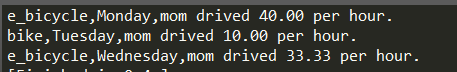 e_bicycle,Monday,mom drived 40.00 per hour.
bike,Tuesday,mom drived 10.00 per hour.
e_bicycle,Wednesday,mom drived 33.33 per hour.